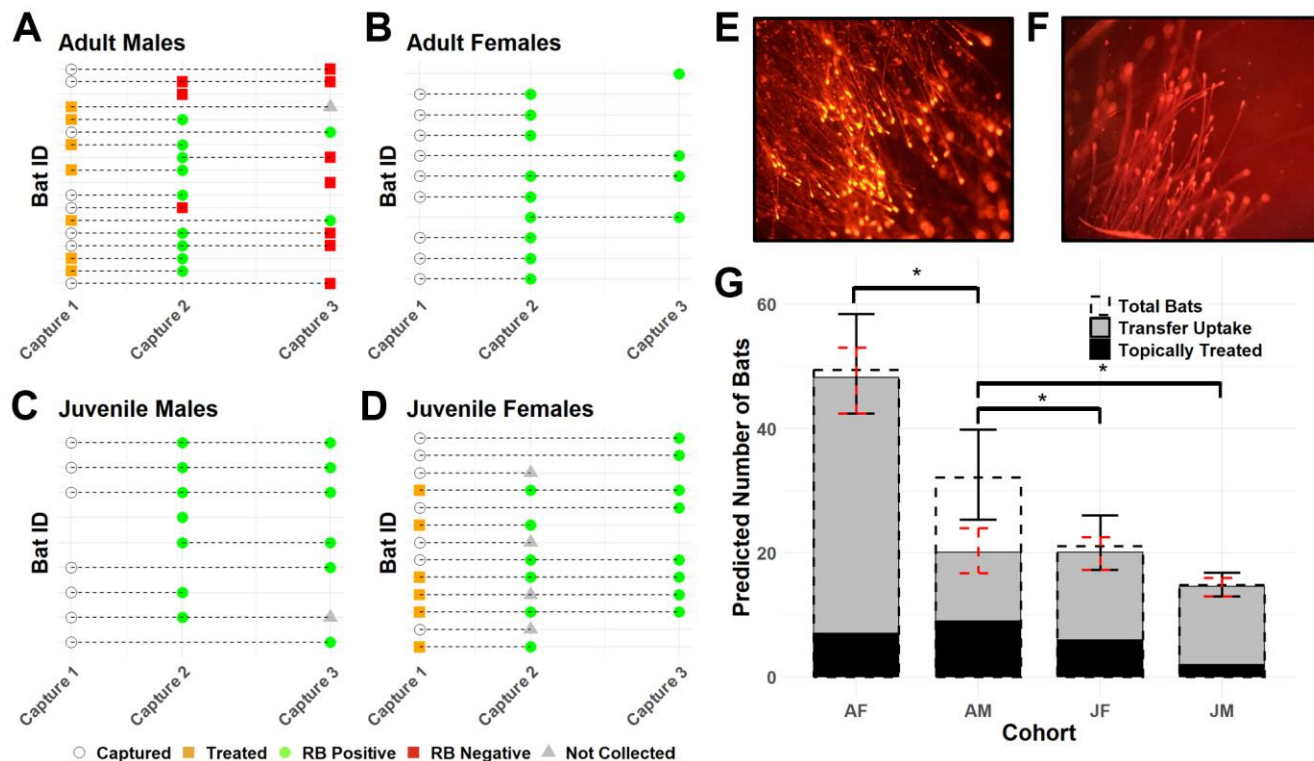 A
Adult Males
Bat ID
Capture 1
Capture 2
Capture 3
B
Adult Females
Capture 1
Capture 2
Capture 3
C
Juvenile Males
Bat ID
Capture 1
Capture 2
Capture 3
D
Juvenile Females
Bat ID
Capture 1
Capture 2
Capture 3
Captured Treated RB Positive RB Negative Not Collected
E
F
G
Predicted Number of Bats
60
40
20
0
*
*
*
Total Bats
Transfer Uptake
Topically Treated
AF AM JF JM
Cohort